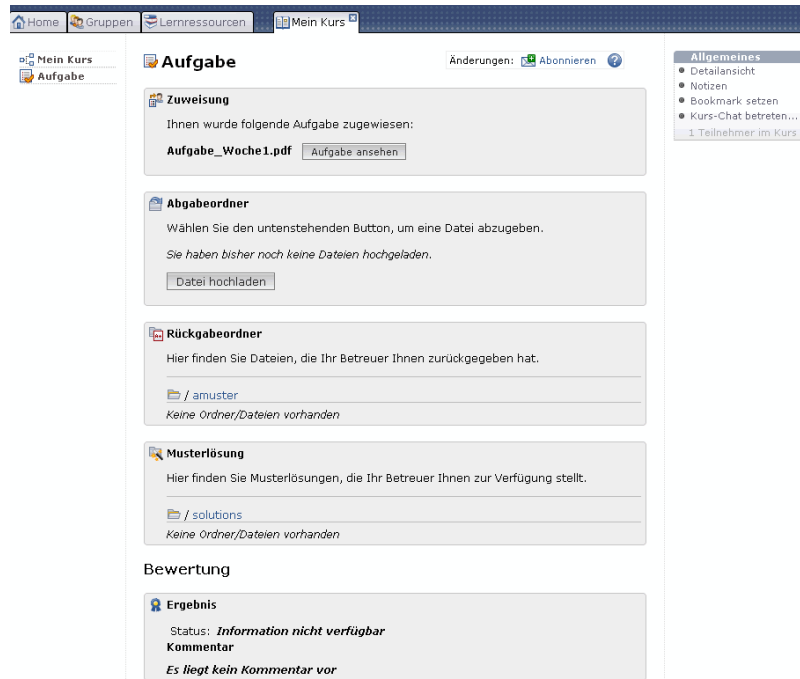 Home Gruppen Lernressourcen Mein Kurs
Mein Kurs
Aufgabe
Aufgabe
Änderungen: Abonnieren
Zuweisung
Ihnen wurde folgende Aufgabe zugewiesen:
Aufgabe_Woche1.pdf Aufgabe ansehen
Abgabeordner
Wählen Sie den untenstehenden Button, um eine Datei abzugeben.
Sie haben bisher noch keine Dateien hochgeladen.
Datei hochladen
Rückgabeordner
Hier finden Sie Dateien, die Ihr Betreuer Ihnen zurückgegeben hat.
/ amuster
Keine Ordner/Dateien vorhanden
Musterlösung
Hier finden Sie Musterlösungen, die Ihr Betreuer Ihnen zur Verfügung stellt.
/ solutions
Keine Ordner/Dateien vorhanden
Bewertung
Ergebnis
Status: Information nicht verfügbar
Kommentar
Es liegt kein Kommentar vor
Allgemeines
Detailansicht
Notizen
Bookmark setzen
Kurs-Chat betreten...
1 Teilnehmer im Kurs